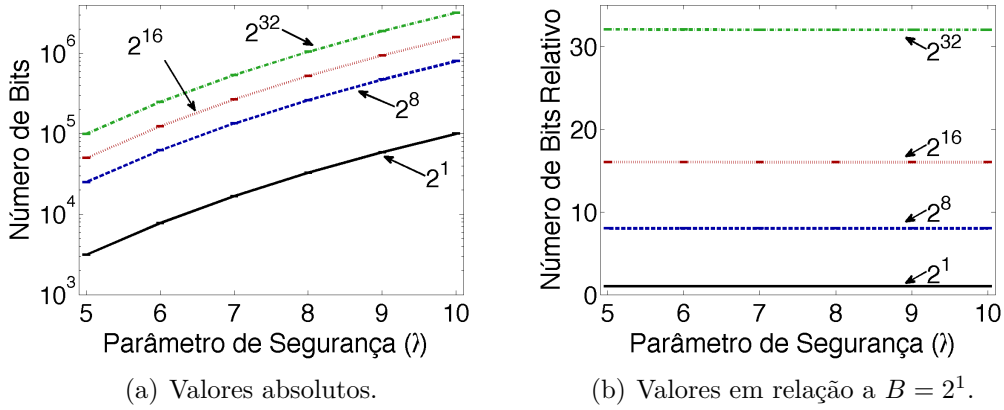 Número de Bits
10^6
10^5
10^4
10^3
2^16
2^32
2^8
2^1
5 6 7 8 9 10
Parâmetro de Segurança (λ)
(a) Valores absolutos.
Número de Bits Relativo
30
20
10
0
2^32
2^16
2^8
2^1
5 6 7 8 9 10
Parâmetro de Segurança (λ)
(b) Valores em relação a B = 2^1.